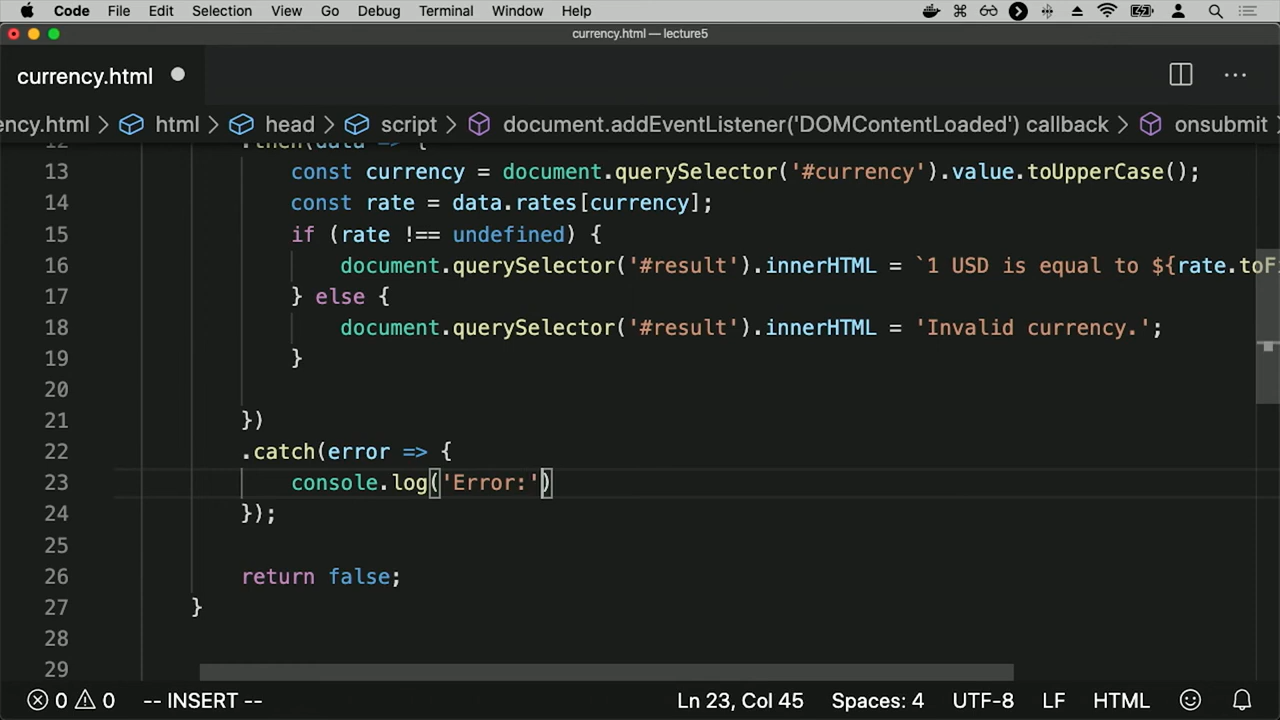 Code File Edit Selection View Go Debug Terminal Window Help
currency.html — lecture5
currency.html
ency.html > html > head > script > document.addEventListener('DOMContentLoaded') callback > onsubmit
12 .then(data => {
13 const currency = document.querySelector('#currency').value.toUpperCase();
14 const rate = data.rates[currency];
15 if (rate !== undefined) {
16 document.querySelector('#result').innerHTML = `1 USD is equal to ${rate.toFi
17 } else {
18 document.querySelector('#result').innerHTML = 'Invalid currency.';
19 }
20
21 })
22 .catch(error => {
23 console.log('Error:')
24 });
25
26 return false;
27 }
28
29
0 0 -- INSERT -- Ln 23, Col 45 Spaces: 4 UTF-8 LF HTML